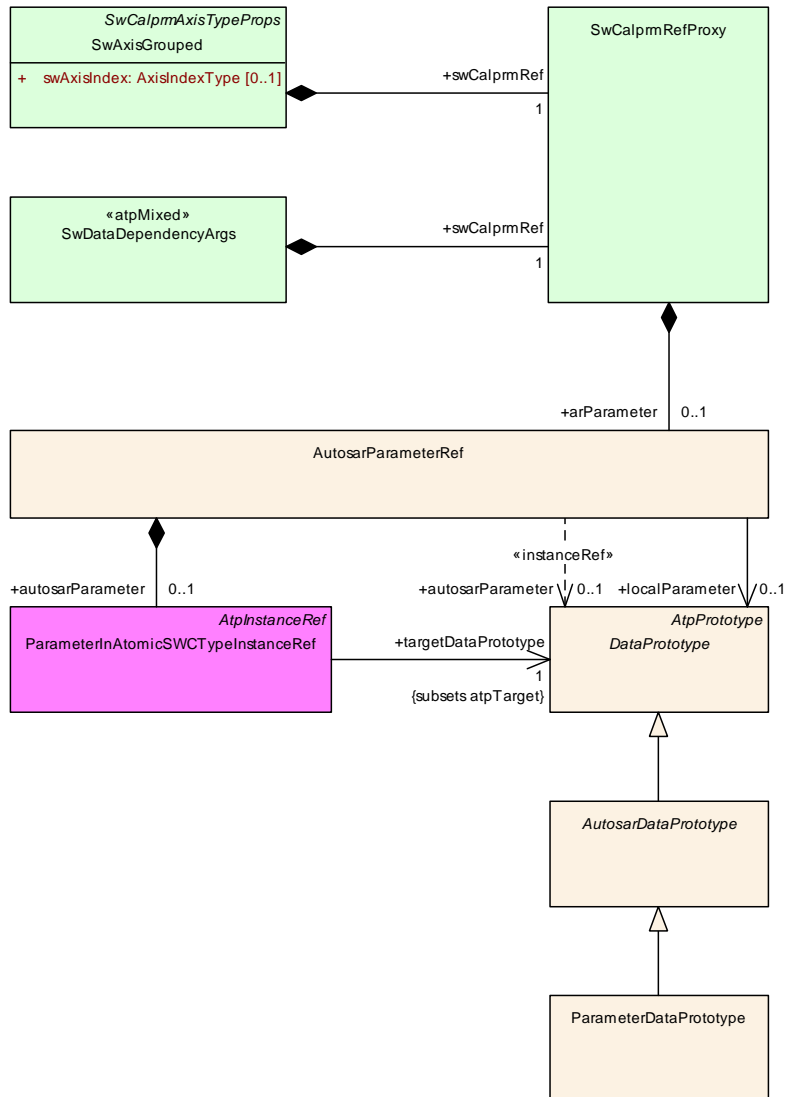 SwCalprmAxisTypeProps
SwAxisGrouped
+ swAxisIndex: AxisIndexType [0..1]
SwCalprmRefProxy
+swCalprmRef
1
«atpMixed»
SwDataDependencyArgs
+swCalprmRef
1
+arParameter 0..1
AutosarParameterRef
«instanceRef»
+autosarParameter 0..1
+autosarParameter 0..1
+localParameter 0..1
AtpInstanceRef
ParameterInAtomicSWCTypeInstanceRef
+targetDataPrototype
1
{subsets atpTarget}
AtpPrototype
DataPrototype
AutosarDataPrototype
ParameterDataPrototype